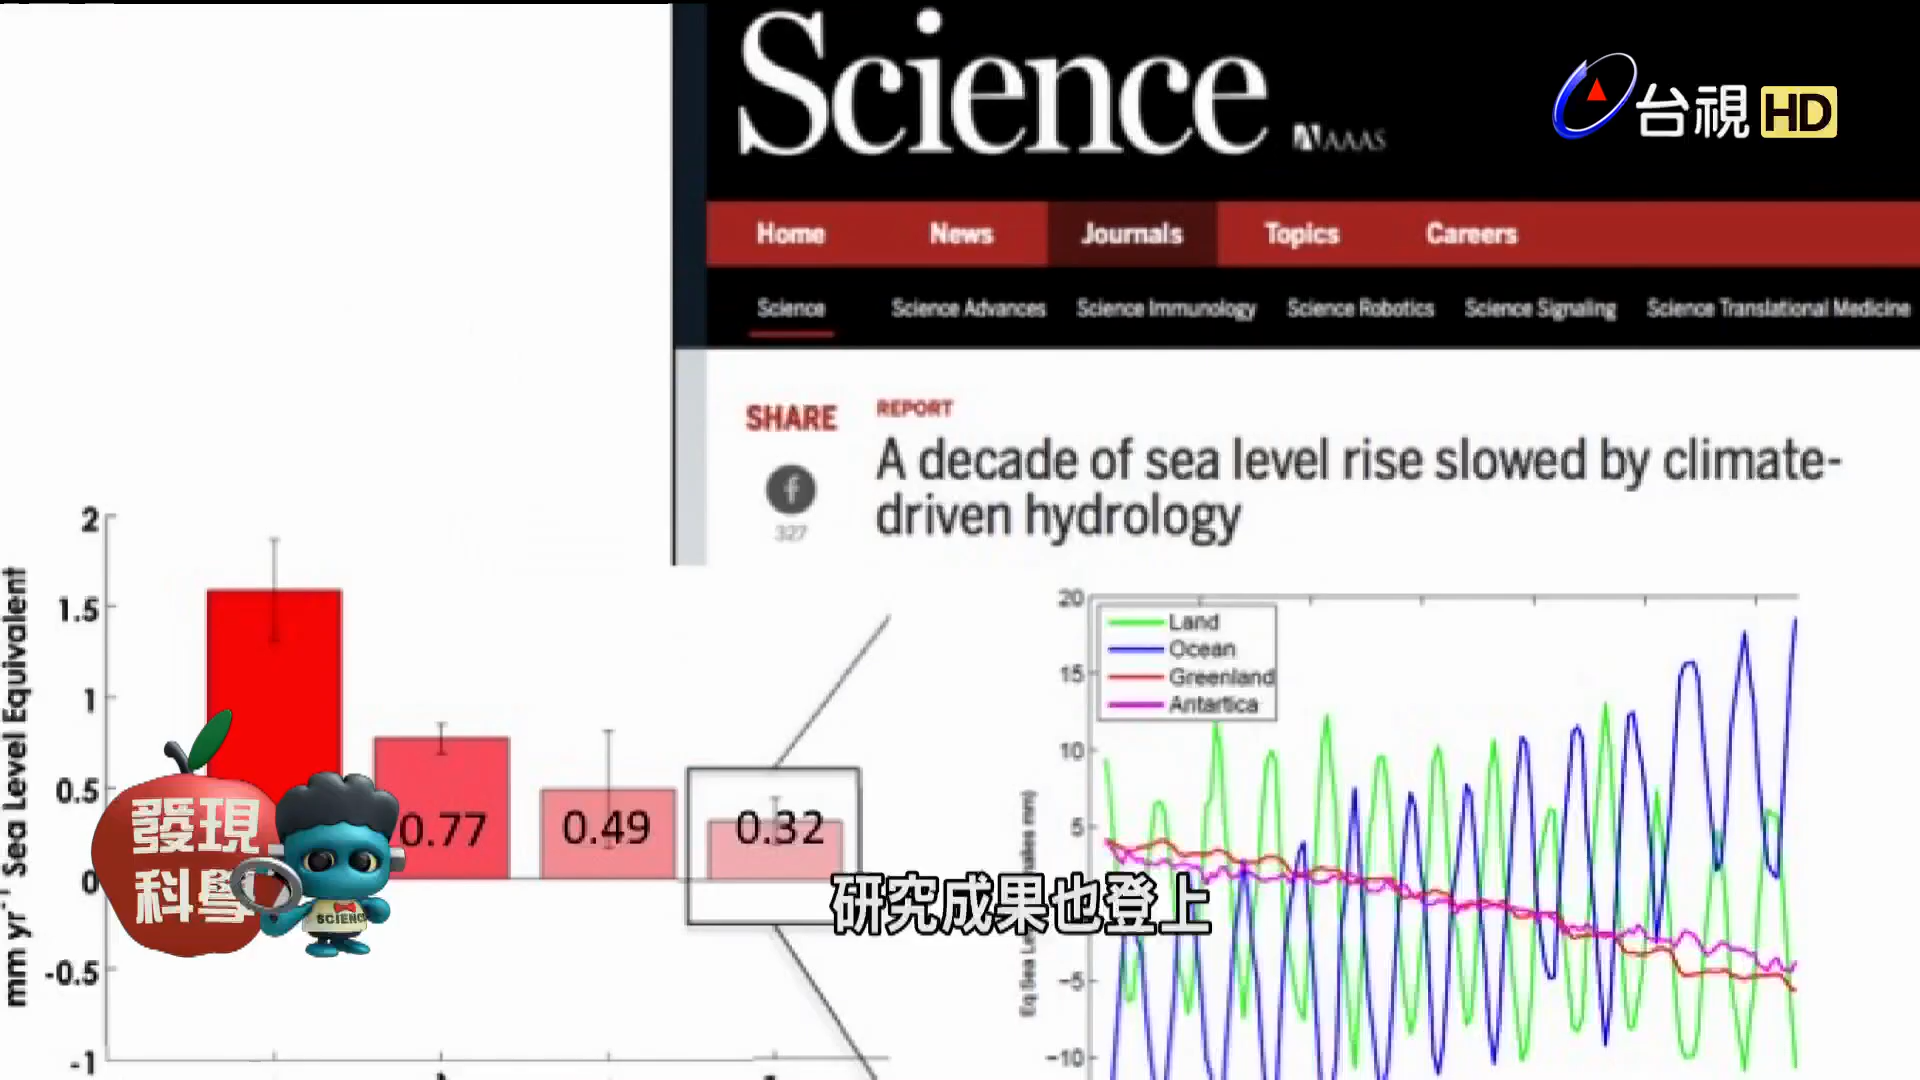 Science
AAAS
台視HD
Home News Journals Topics Careers
Science Science Advances Science Immunology Science Robotics Science Signaling Science Translational Medicine
SHARE
REPORT
A decade of sea level rise slowed by climate-
driven hydrology
327
mm yr⁻¹ Sea Level Equivalent
2
1.5
1
0.5
0
-0.5
-1
0.77
0.49
0.32
20
15
10
5
-5
-10
Land
Ocean
Greenland
Antartica
發現
科學
SCIENCE
研究成果也登上